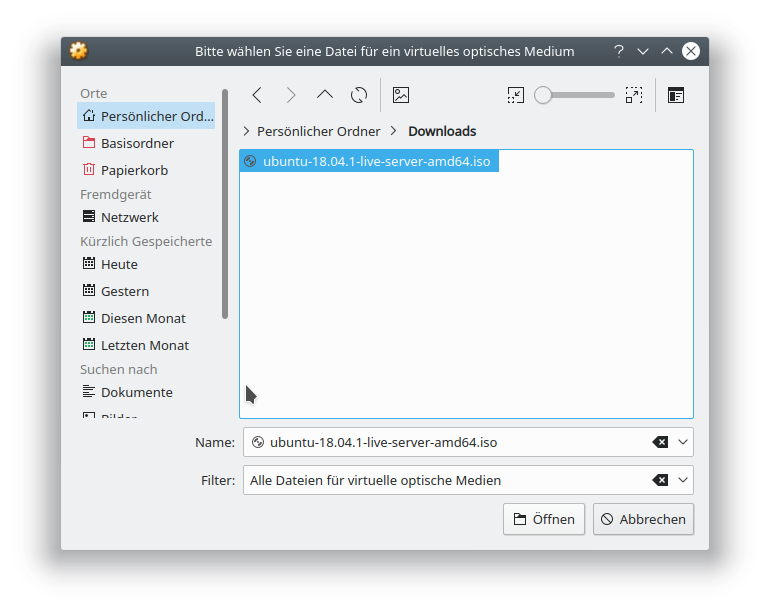 Bitte wählen Sie eine Datei für ein virtuelles optisches Medium
Orte
Persönlicher Ord...
Basisordner
Papierkorb
Fremdgerät
Netzwerk
Kürzlich Gespeicherte
Heute
Gestern
Diesen Monat
Letzten Monat
Suchen nach
Dokumente
Persönlicher Ordner > Downloads
ubuntu-18.04.1-live-server-amd64.iso
Name: ubuntu-18.04.1-live-server-amd64.iso
Filter: Alle Dateien für virtuelle optische Medien
Öffnen Abbrechen